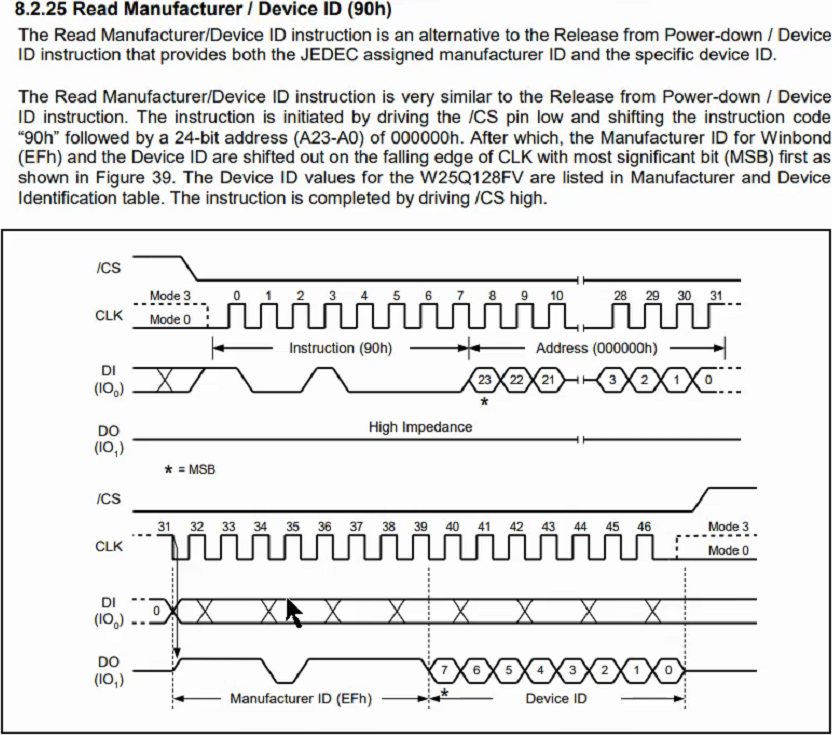 8.2.25 Read Manufacturer / Device ID (90h)
The Read Manufacturer/Device ID instruction is an alternative to the Release from Power-down / Device
ID instruction that provides both the JEDEC assigned manufacturer ID and the specific device ID.
The Read Manufacturer/Device ID instruction is very similar to the Release from Power-down / Device
ID instruction. The instruction is initiated by driving the /CS pin low and shifting the instruction code
“90h” followed by a 24-bit address (A23-A0) of 000000h. After which, the Manufacturer ID for Winbond
(EFh) and the Device ID are shifted out on the falling edge of CLK with most significant bit (MSB) first as
shown in Figure 39. The Device ID values for the W25Q128FV are listed in Manufacturer and Device
Identification table. The instruction is completed by driving /CS high.
/CS
Mode 3 0 1 2 3 4 5 6 7 8 9 10 28 29 30 31
CLK
Mode 0
Instruction (90h) Address (000000h)
DI
(IO0)
23 22 21 3 2 1 0
*
DO
(IO1)
High Impedance
* = MSB
/CS
31 32 33 34 35 36 37 38 39 40 41 42 43 44 45 46 Mode 3
CLK
Mode 0
DI
(IO0)
0
DO
(IO1)
7 6 5 4 3 2 1 0
*
Manufacturer ID (EFh) Device ID